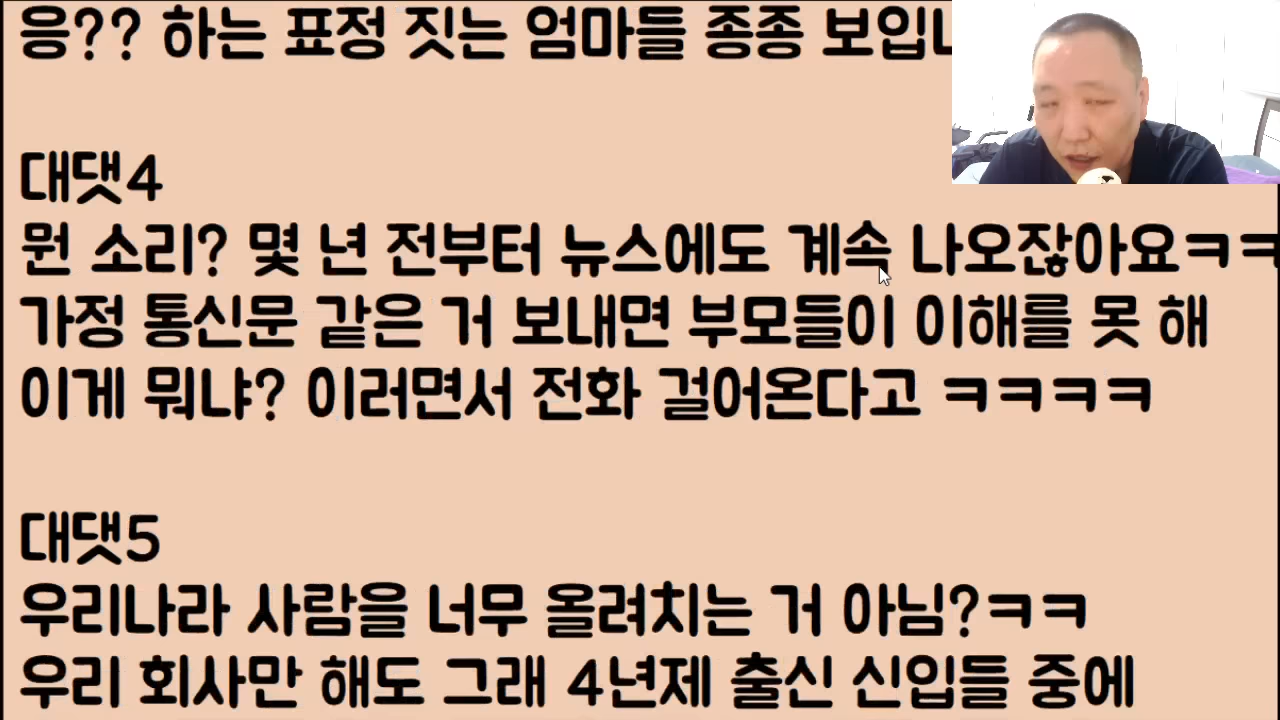 응?? 하는 표정 짓는 엄마들 종종 보입니
대댓4
뭔 소리? 몇 년 전부터 뉴스에도 계속 나오잖아요ㅋㅋ
가정 통신문 같은 거 보내면 부모들이 이해를 못 해
이게 뭐냐? 이러면서 전화 걸어온다고 ㅋㅋㅋㅋ
대댓5
우리나라 사람을 너무 올려치는 거 아님?ㅋㅋ
우리 회사만 해도 그래 4년제 출신 신입들 중에